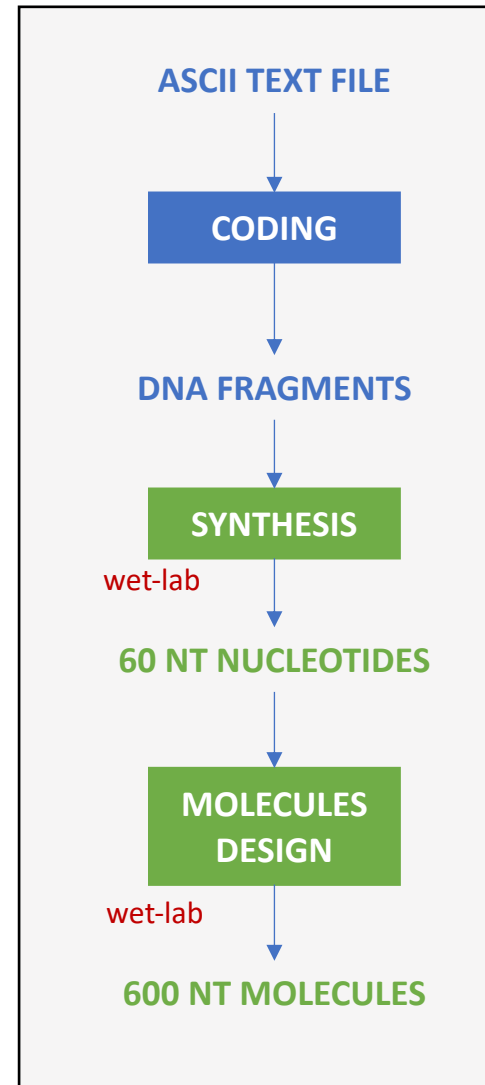 ASCII TEXT FILE
CODING
DNA FRAGMENTS
SYNTHESIS
wet-lab
60 NT NUCLEOTIDES
MOLECULES
DESIGN
wet-lab
600 NT MOLECULES